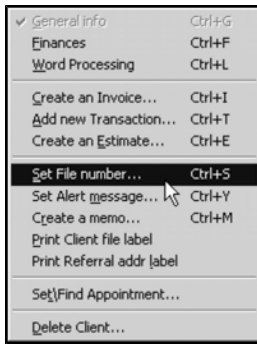 General info Ctrl+G
Finances Ctrl+F
Word Processing Ctrl+L
Create an Invoice... Ctrl+I
Add new Transaction... Ctrl+T
Create an Estimate... Ctrl+E
Set File number... Ctrl+S
Set Alert message... Ctrl+Y
Create a memo... Ctrl+M
Print Client file label
Print Referral addr label
Set\Find Appointment...
Delete Client...